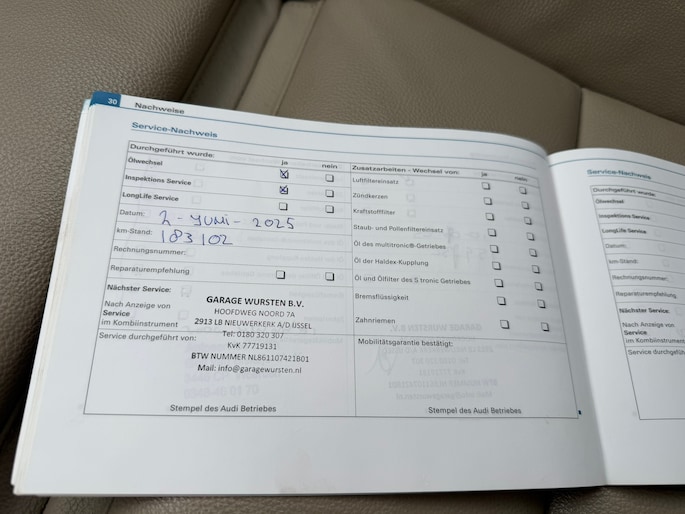 30 Nachweise
Service-Nachweis
Durchgeführt wurde: ja nein
Ölwechsel
Inspektions Service
LongLife Service
Datum: 2 - JUNI - 2025
km-Stand: 183 102
Rechnungsnummer:
Reparaturempfehlung
Nächster Service:
Nach Anzeige von
Service
im Kombiinstrument
GARAGE WURSTEN B.V.
HOOFDWEG NOORD 7A
2913 LB NIEUWERKERK A/D IJSSEL
Tel: 0180 320 307
KvK 77719131
BTW NUMMER NL861107421B01
Mail: info@garagewursten.nl
Service durchgeführt von:
Stempel des Audi Betriebes
Zusatzarbeiten - Wechsel von: ja nein
Luftfiltereinsatz
Zündkerzen
Kraftstofffilter
Staub- und Pollenfiltereinsatz
Öl des multitronic®-Getriebes
Öl der Haldex-Kupplung
Öl und Ölfilter des S tronic Getriebes
Bremsflüssigkeit
Zahnriemen
Mobilitätsgarantie bestätigt:
Stempel des Audi Betriebes
Service-Nachweis
Durchgeführt wurde:
Ölwechsel
Inspektions Service
LongLife Service
Datum:
km-Stand:
Rechnungsnummer:
Reparaturempfehlung
Nächster Service:
Nach Anzeige von
Service
im Kombiinstrument